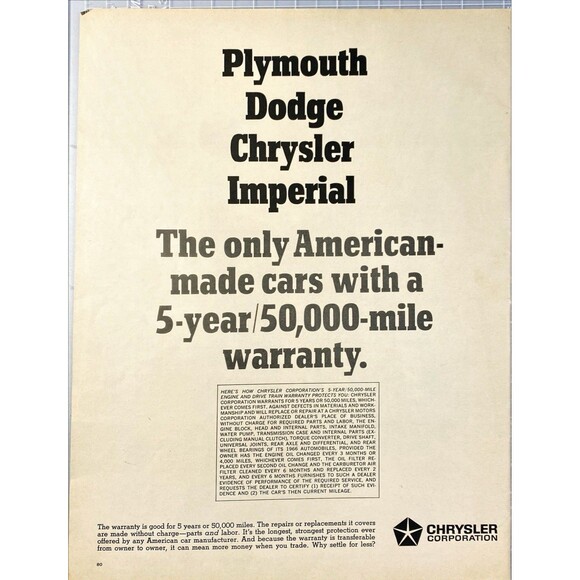 Plymouth
Dodge
Chrysler
Imperial
The only American-
made cars with a
5-year/50,000-mile
warranty.
HERE'S HOW CHRYSLER CORPORATION'S 5-YEAR/50,000-MILE
ENGINE AND DRIVE TRAIN WARRANTY PROTECTS YOU: CHRYSLER
CORPORATION WARRANTS FOR 5 YEARS OR 50,000 MILES, WHICH-
EVER COMES FIRST, AGAINST DEFECTS IN MATERIALS AND WORK-
MANSHIP AND WILL REPLACE OR REPAIR AT A CHRYSLER MOTORS
CORPORATION AUTHORIZED DEALER'S PLACE OF BUSINESS,
WITHOUT CHARGE FOR REQUIRED PARTS AND LABOR, THE EN-
GINE BLOCK, HEAD AND INTERNAL PARTS, INTAKE MANIFOLD,
WATER PUMP, TRANSMISSION CASE AND INTERNAL PARTS (EX-
CLUDING MANUAL CLUTCH), TORQUE CONVERTER, DRIVE SHAFT,
UNIVERSAL JOINTS, REAR AXLE AND DIFFERENTIAL, AND REAR
WHEEL BEARINGS OF ITS 1966 AUTOMOBILES, PROVIDED THE
OWNER HAS THE ENGINE OIL CHANGED EVERY 3 MONTHS OR
4,000 MILES, WHICHEVER COMES FIRST, THE OIL FILTER RE-
PLACED EVERY SECOND OIL CHANGE AND THE CARBURETOR AIR
FILTER CLEANED EVERY 6 MONTHS AND REPLACED EVERY 2
YEARS, AND EVERY 6 MONTHS FURNISHES TO SUCH A DEALER
EVIDENCE OF PERFORMANCE OF THE REQUIRED SERVICE, AND
REQUESTS THE DEALER TO CERTIFY (1) RECEIPT OF SUCH EVI-
DENCE AND (2) THE CAR'S THEN CURRENT MILEAGE.
The warranty is good for 5 years or 50,000 miles. The repairs or replacements it covers
are made without charge—parts and labor. It's the longest, strongest protection ever
offered by any American car manufacturer. And because the warranty is transferable
from owner to owner, it can mean more money when you trade. Why settle for less?
CHRYSLER
CORPORATION
60